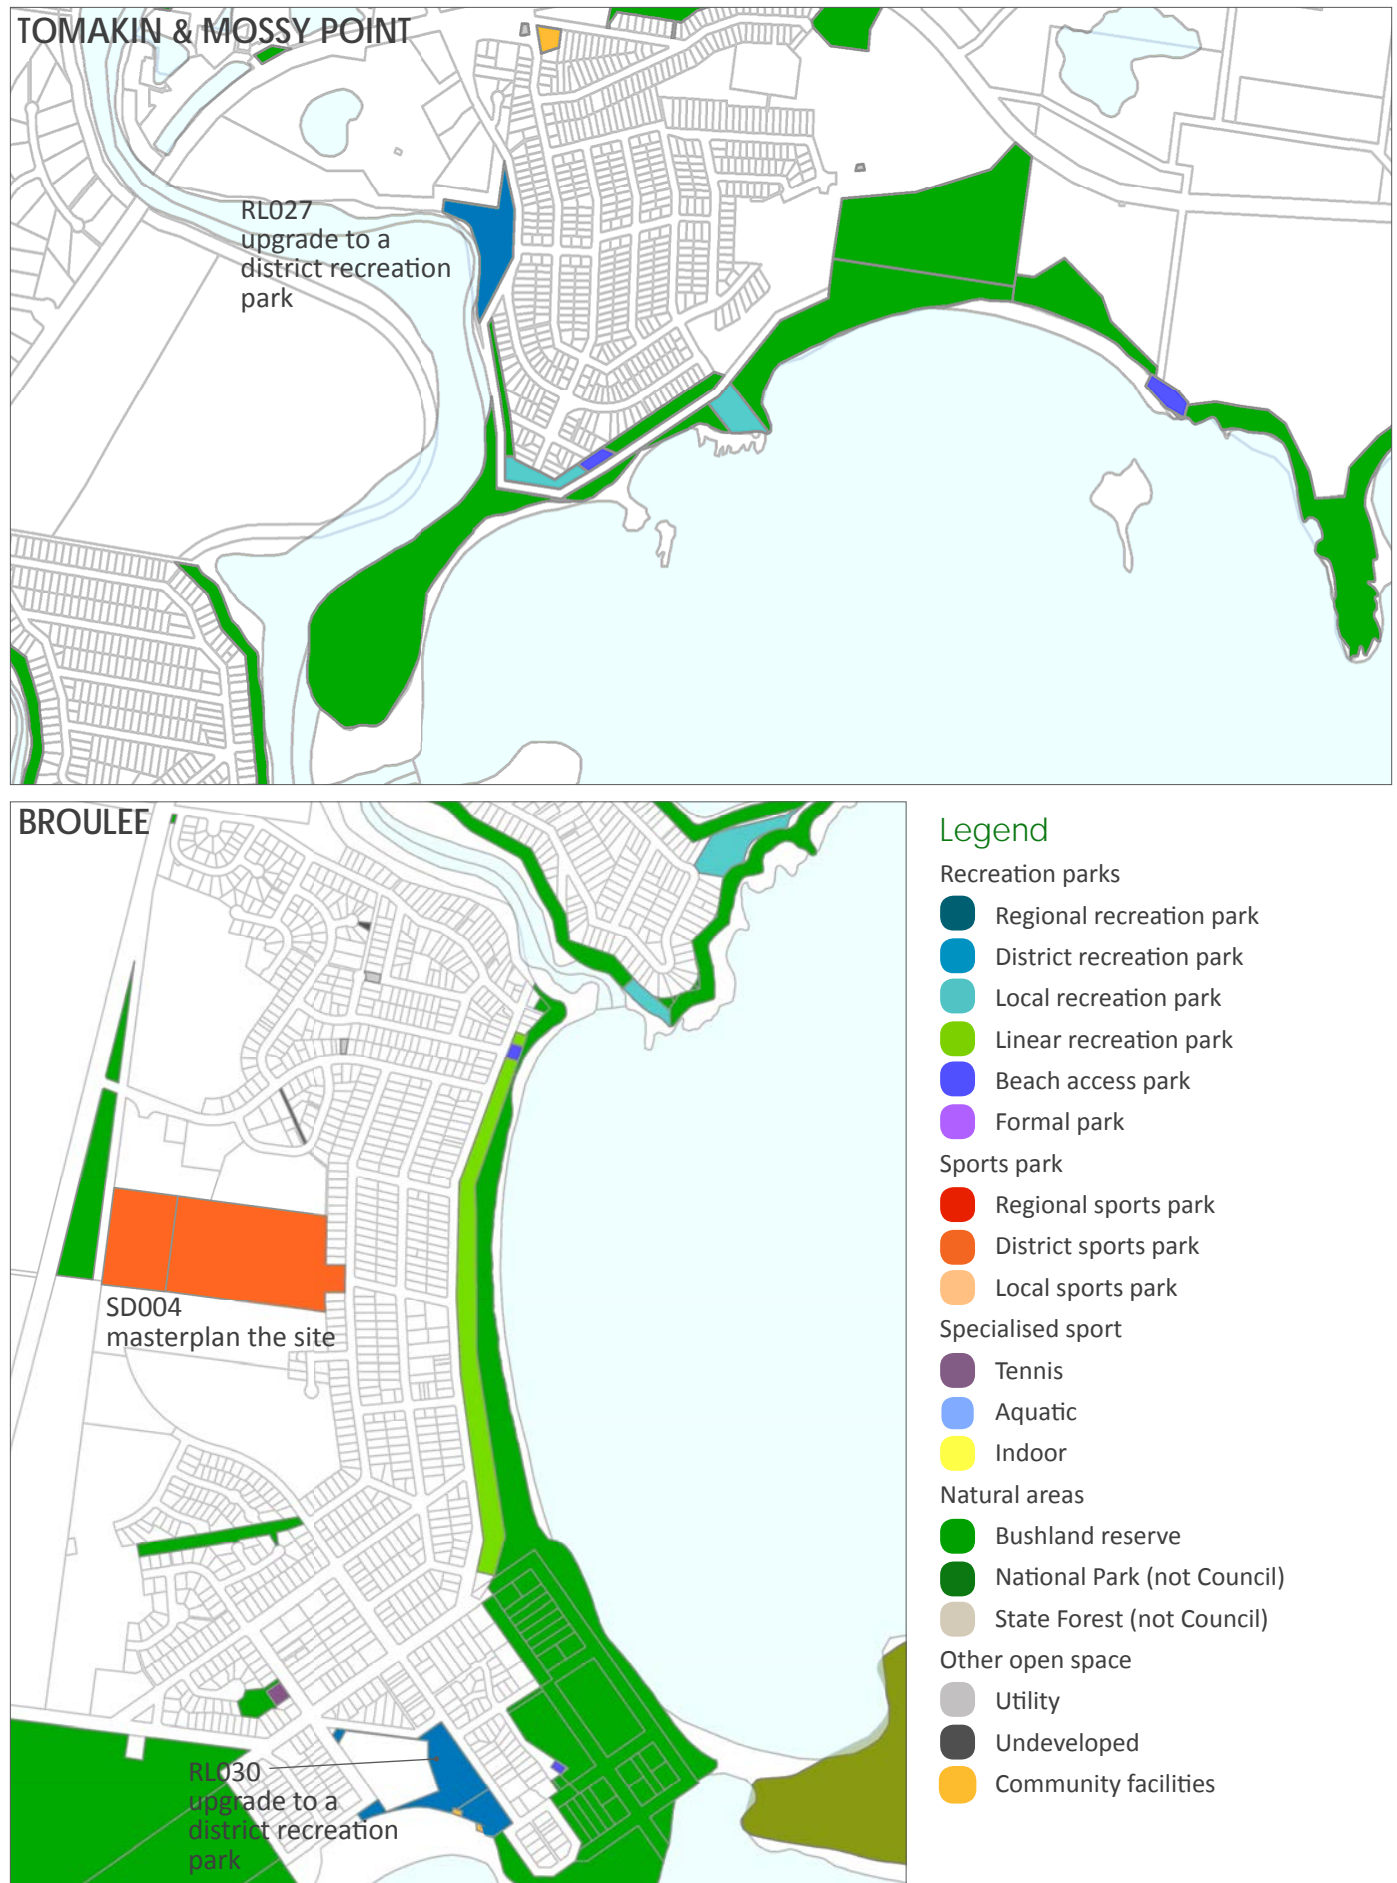 TOMAKIN & MOSSY POINT
RL027
upgrade to a
district recreation
park
BROULEE
SD004
masterplan the site
RL030
upgrade to a
district recreation
park
Legend
Recreation parks
Regional recreation park
District recreation park
Local recreation park
Linear recreation park
Beach access park
Formal park
Sports park
Regional sports park
District sports park
Local sports park
Specialised sport
Tennis
Aquatic
Indoor
Natural areas
Bushland reserve
National Park (not Council)
State Forest (not Council)
Other open space
Utility
Undeveloped
Community facilities